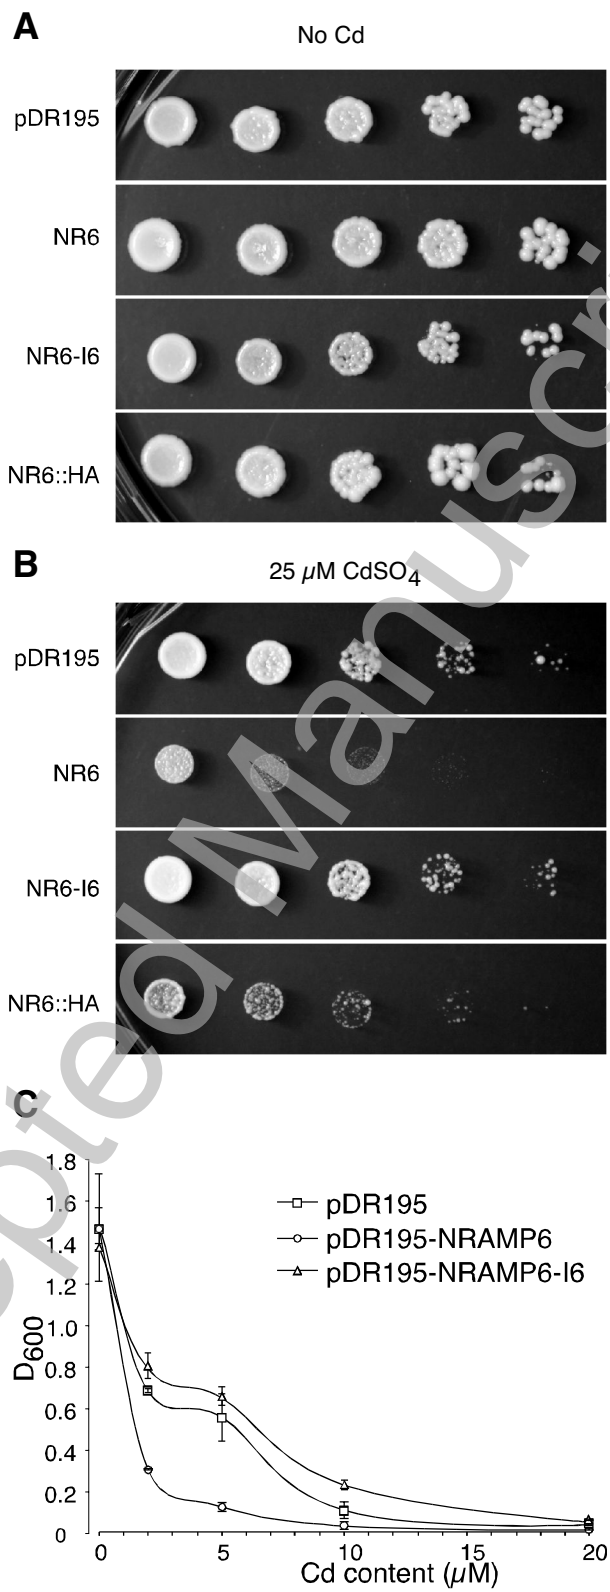 A
No Cd
pDR195
NR6
NR6-I6
NR6::HA
B
25 µM CdSO4
pDR195
NR6
NR6-I6
NR6::HA
C
1.8
1.6
1.4
1.2
1.0
0.8
0.6
0.4
0.2
0
D600
pDR195
pDR195-NRAMP6
pDR195-NRAMP6-I6
0 5 10 15 20
Cd content (µM)
pted Manuscri